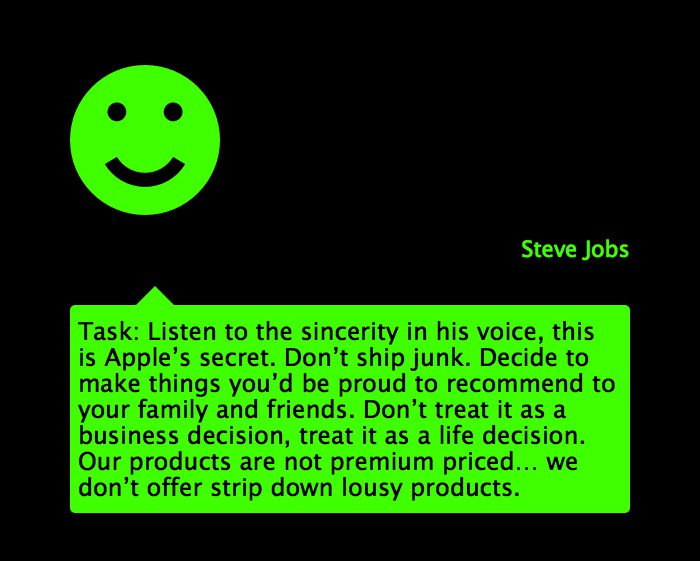 Steve Jobs
Task: Listen to the sincerity in his voice, this
is Apple’s secret. Don’t ship junk. Decide to
make things you’d be proud to recommend to
your family and friends. Don’t treat it as a
business decision, treat it as a life decision.
Our products are not premium priced... we
don’t offer strip down lousy products.